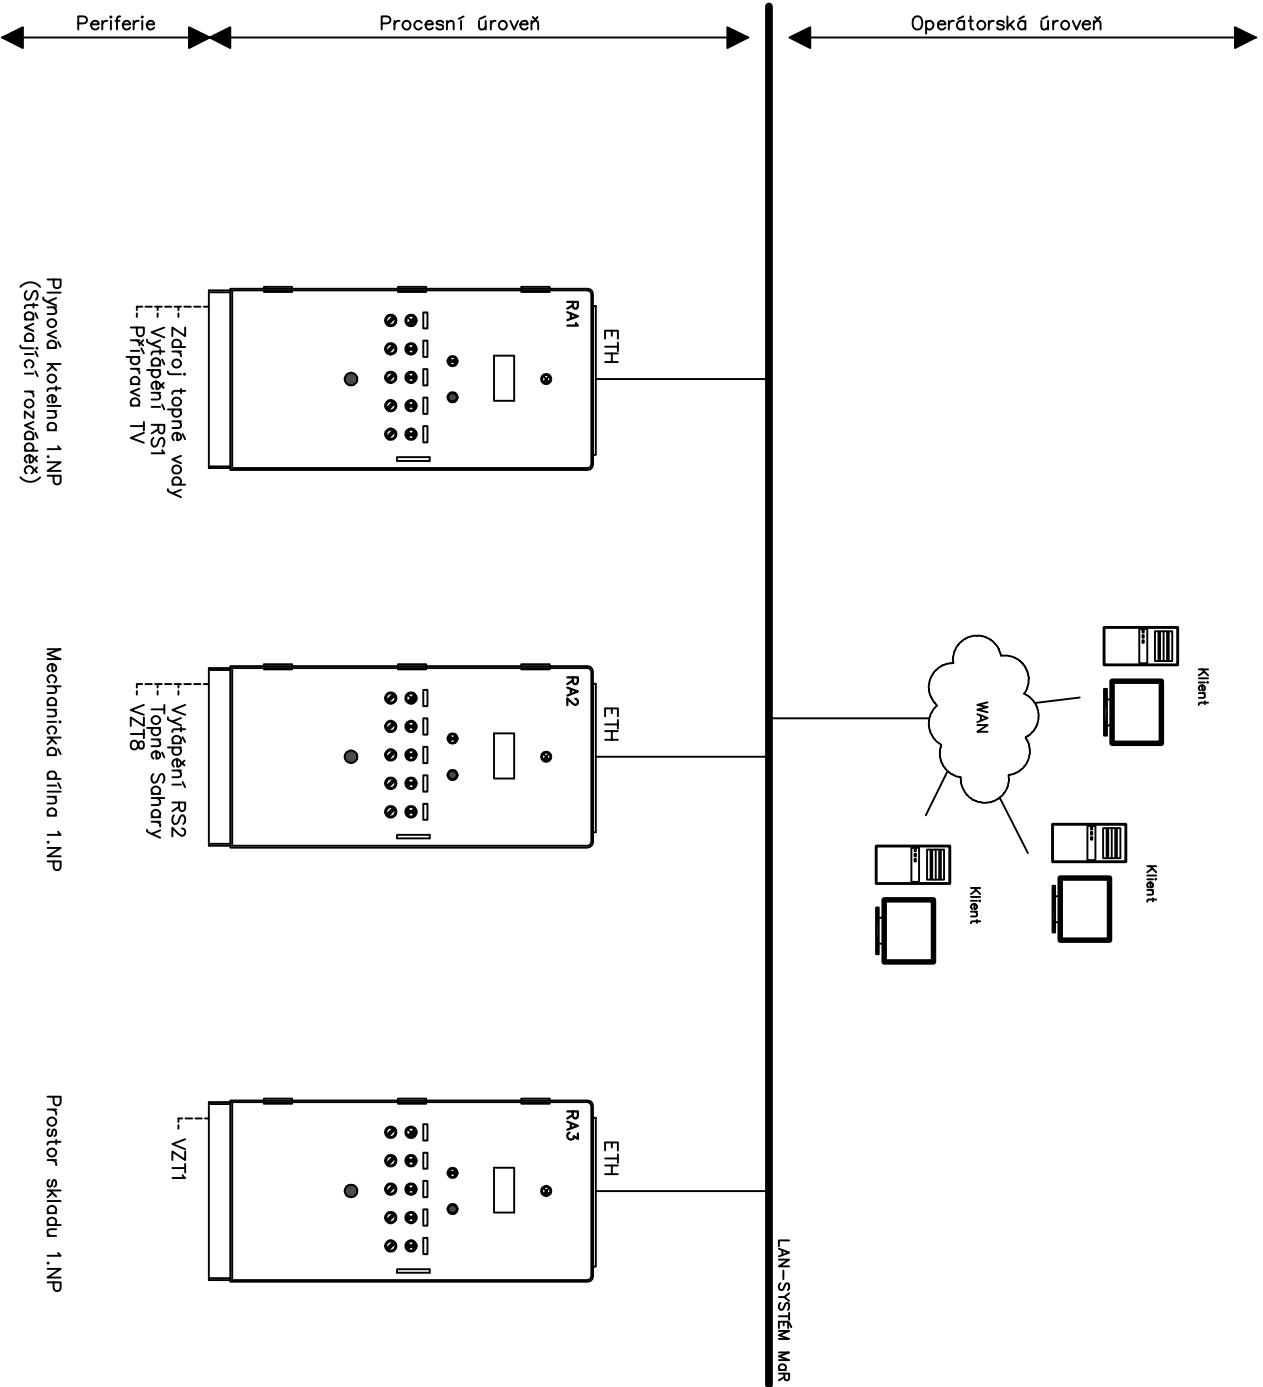 Periferie
Procesní úroveň
Operátorská úroveň
Klient
Klient
Klient
WAN
LAN-SYSTÉM MaR
ETH
RA1
Zdroj topné vody
Vytápění RS1
Příprava TV
Plynová kotelna 1.NP
(Stávající rozváděč)
ETH
RA2
Vytápění RS2
Topné Sahary
VZT8
Mechanická dílna 1.NP
ETH
RA3
VZT1
Prostor skladu 1.NP